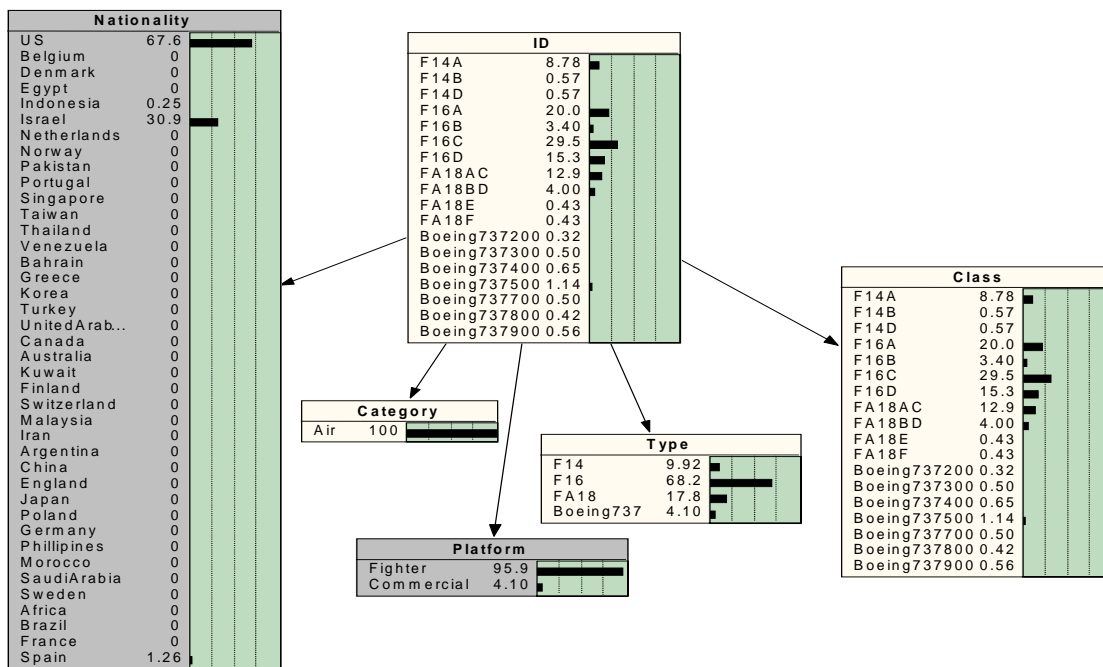 Nationality
US 67.6
Belgium 0
Denmark 0
Egypt 0
Indonesia 0.25
Israel 30.9
Netherlands 0
Norway 0
Pakistan 0
Portugal 0
Singapore 0
Taiwan 0
Thailand 0
Venezuela 0
Bahrain 0
Greece 0
Korea 0
Turkey 0
UnitedArab... 0
Canada 0
Australia 0
Kuwait 0
Finland 0
Switzerland 0
Malaysia 0
Iran 0
Argentina 0
China 0
England 0
Japan 0
Poland 0
Germany 0
Phillipines 0
Morocco 0
SaudiArabia 0
Sweden 0
Africa 0
Brazil 0
France 0
Spain 1.26
ID
F14A 8.78
F14B 0.57
F14D 0.57
F16A 20.0
F16B 3.40
F16C 29.5
F16D 15.3
FA18AC 12.9
FA18BD 4.00
FA18E 0.43
FA18F 0.43
Boeing737200 0.32
Boeing737300 0.50
Boeing737400 0.65
Boeing737500 1.14
Boeing737700 0.50
Boeing737800 0.42
Boeing737900 0.56
Category
Air 100
Platform
Fighter 95.9
Commercial 4.10
Type
F14 9.92
F16 68.2
FA18 17.8
Boeing737 4.10
Class
F14A 8.78
F14B 0.57
F14D 0.57
F16A 20.0
F16B 3.40
F16C 29.5
F16D 15.3
FA18AC 12.9
FA18BD 4.00
FA18E 0.43
FA18F 0.43
Boeing737200 0.32
Boeing737300 0.50
Boeing737400 0.65
Boeing737500 1.14
Boeing737700 0.50
Boeing737800 0.42
Boeing737900 0.56